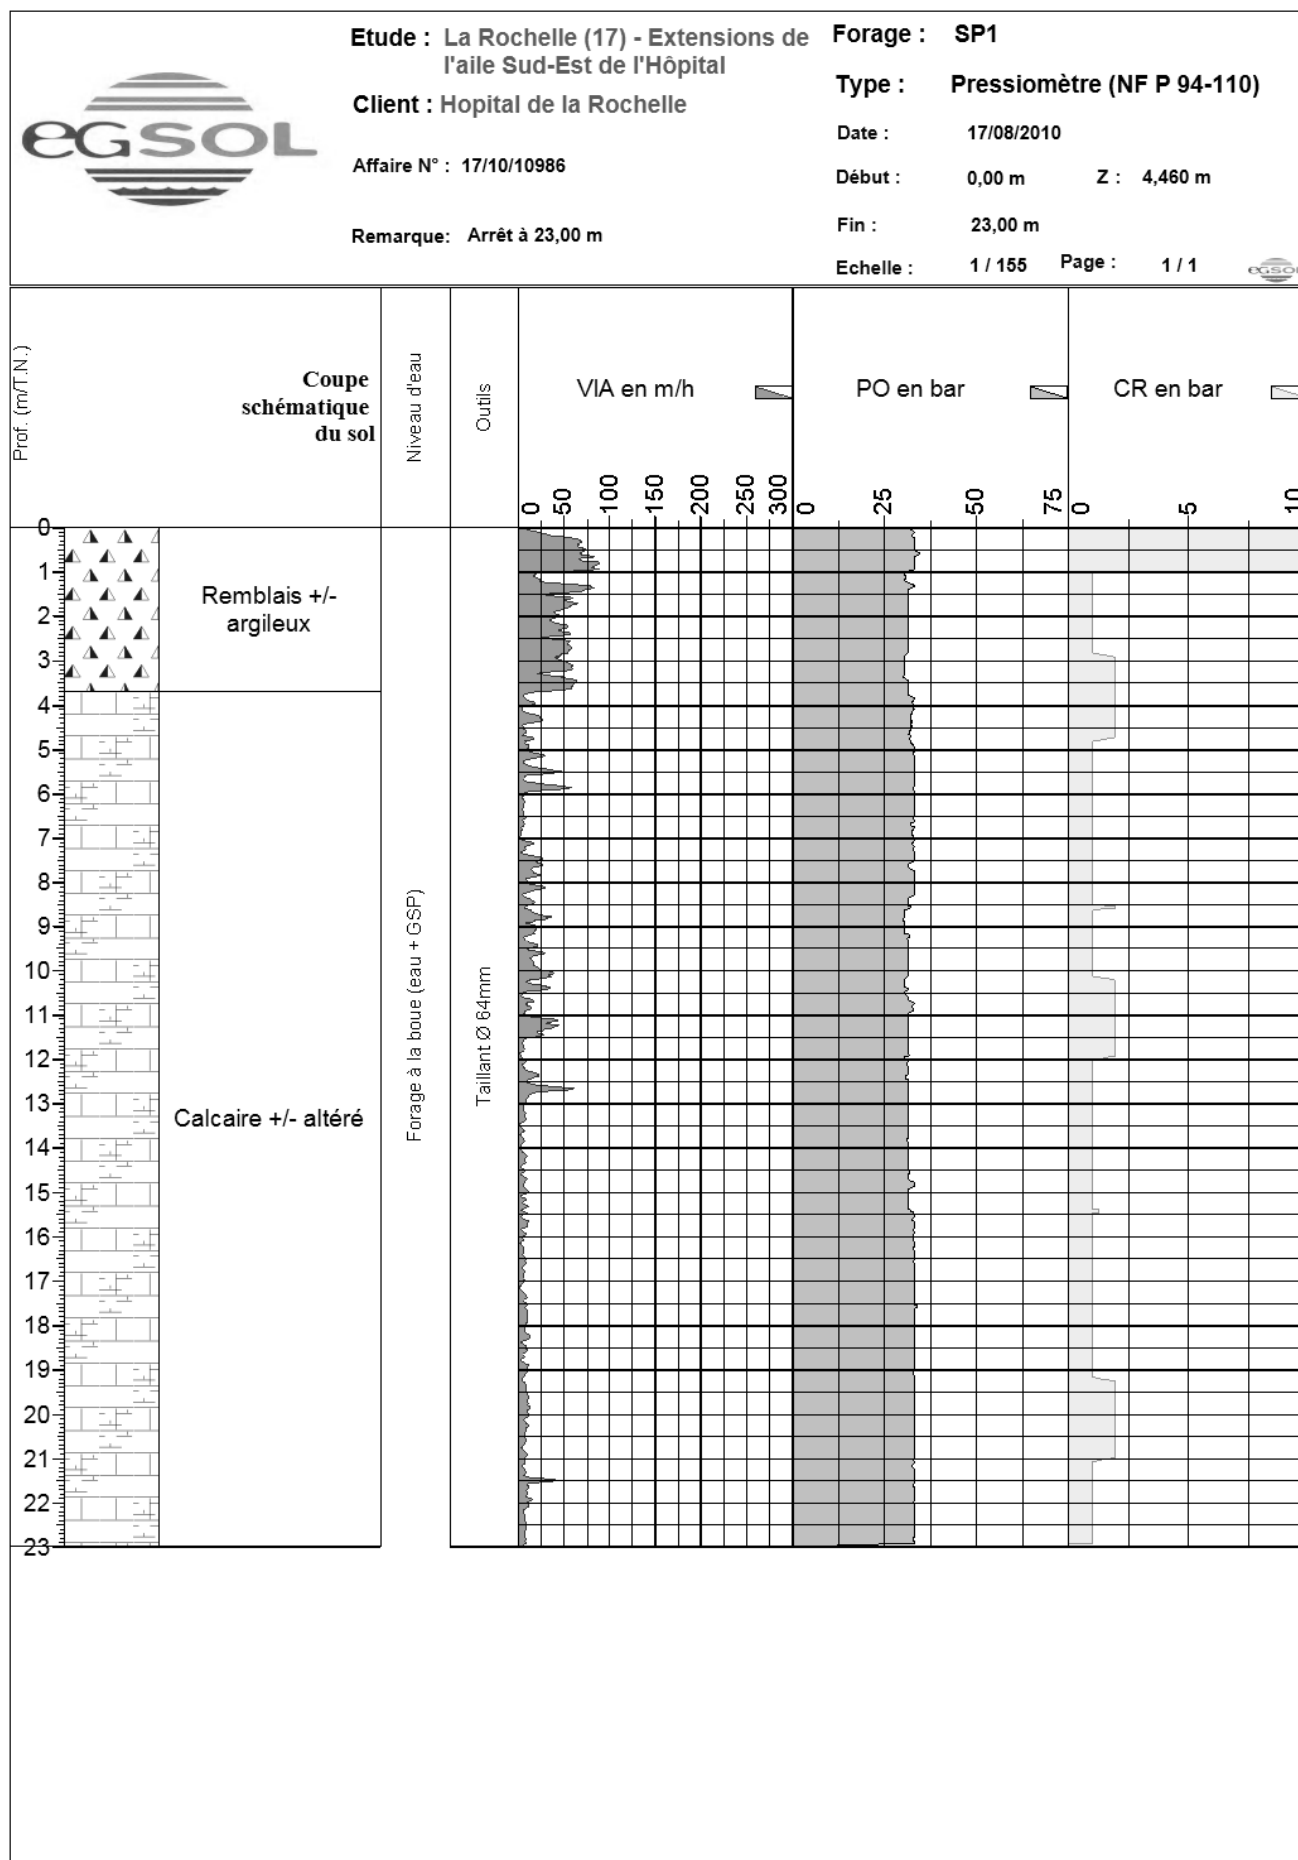 eGSOL
Etude : La Rochelle (17) - Extensions de
l'aile Sud-Est de l'Hôpital
Client : Hopital de la Rochelle
Affaire N° : 17/10/10986
Remarque: Arrêt à 23,00 m
Forage : SP1
Type : Pressiomètre (NF P 94-110)
Date : 17/08/2010
Début : 0,00 m Z : 4,460 m
Fin : 23,00 m
Echelle : 1 / 155 Page : 1 / 1
eGSOL
Prof. (m/T.N.)
Coupe
schématique
du sol
Niveau d'eau
Outils
VIA en m/h
PO en bar
CR en bar
0 50 100 150 200 250 300
0 25 50 75
0 5 10
0
1
2
3
4
5
6
7
8
9
10
11
12
13
14
15
16
17
18
19
20
21
22
23
Remblais +/-
argileux
Calcaire +/- altéré
Forage à la boue (eau + GSP)
Taillant Ø 64mm